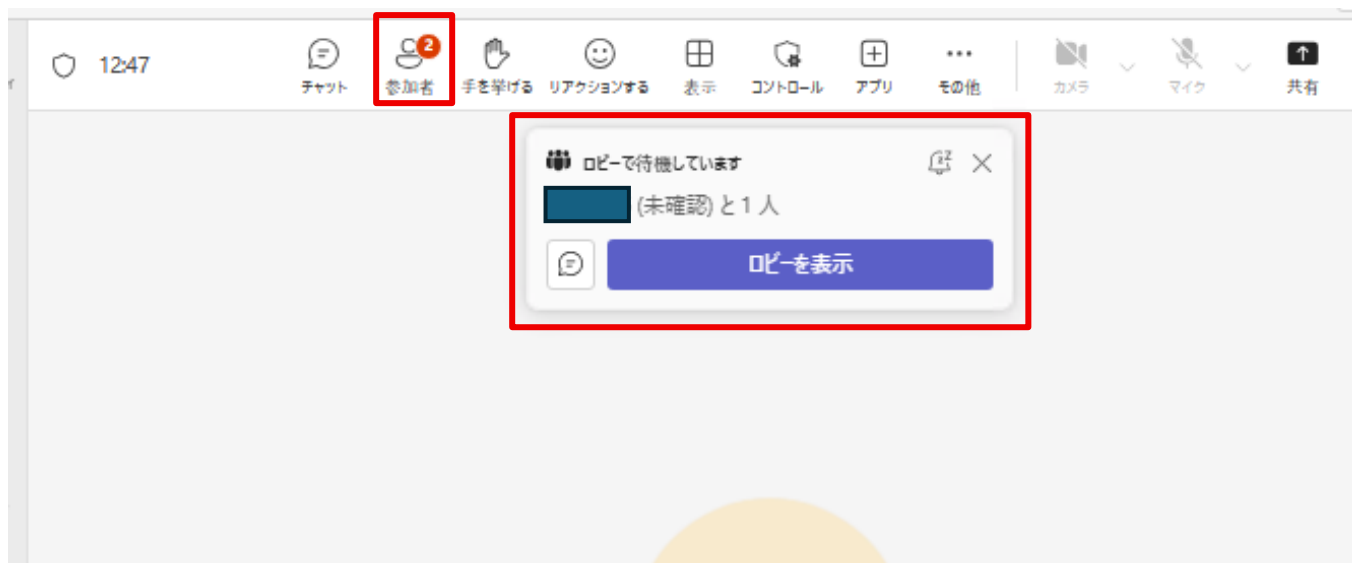 12:47
2
チャット 参加者 手を挙げる リアクションする 表示 コントロール アプリ その他 カメラ マイク 共有
ロビーで待機しています
(未確認) と 1 人
ロビーを表示